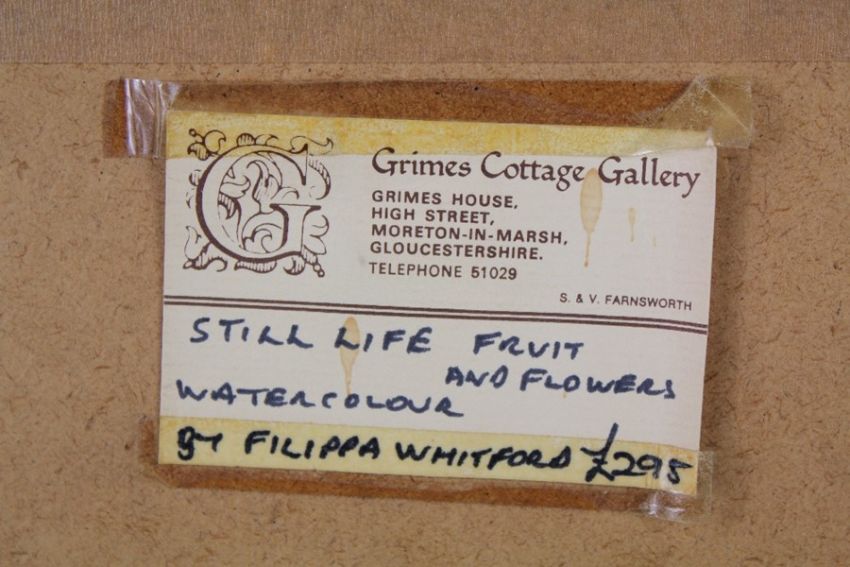 G
Grimes Cottage Gallery
GRIMES HOUSE,
HIGH STREET,
MORETON-IN-MARSH,
GLOUCESTERSHIRE.
TELEPHONE 51029
S. & V. FARNSWORTH
STILL LIFE FRUIT
AND FLOWERS
WATERCOLOUR
BY FILIPPA WHITFORD £295